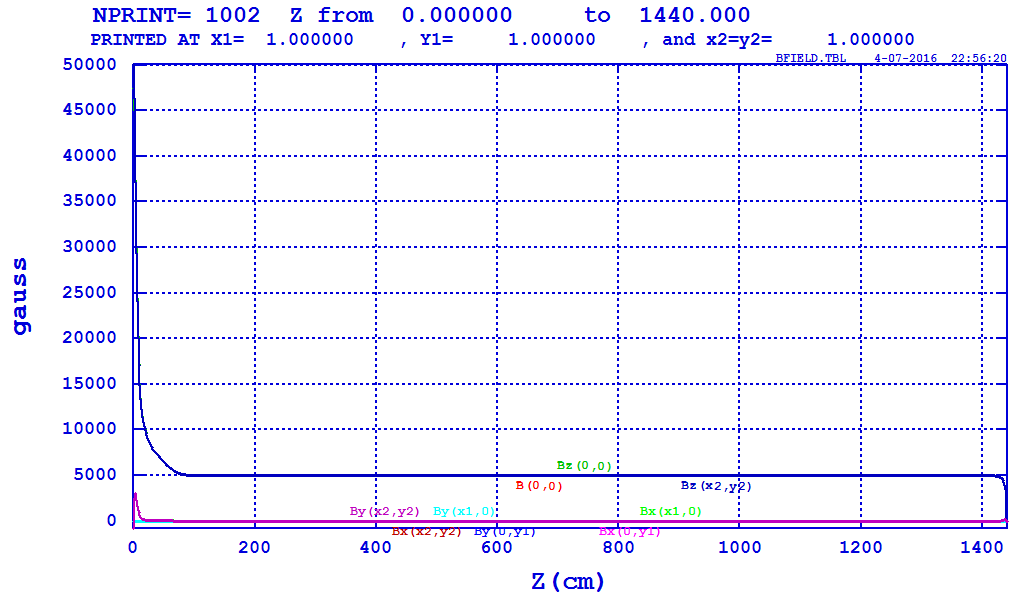 NPRINT= 1002 Z from 0.000000 to 1440.000
PRINTED AT X1= 1.000000 , Y1= 1.000000 , and x2=y2= 1.000000
BFIELD.TBL 4-07-2016 22:56:20
50000
45000
40000
35000
30000
25000
20000
15000
10000
5000
0
gauss
Bz(0,0)
B(0,0) Bz(x2,y2)
By(x2,y2) By(x1,0) Bx(x1,0)
Bx(x2,y2) By(0,y1) Bx(0,y1)
0 200 400 600 800 1000 1200 1400
Z(cm)